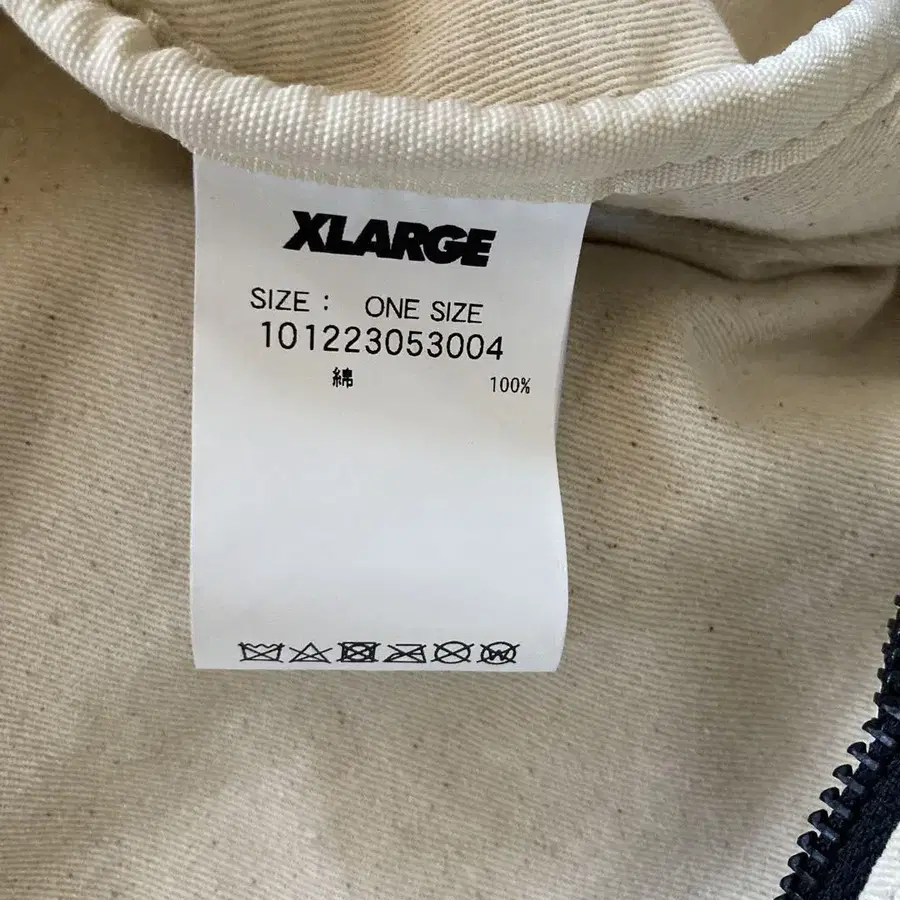 XLARGE
SIZE : ONE SIZE
101223053004
綿 100%